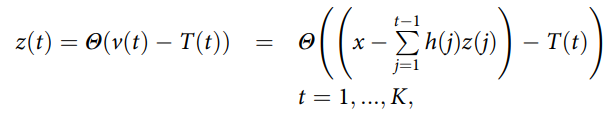 z(t) = Θ(v(t) − T(t)) = Θ((x − ∑_{j=1}^{t−1} h(j)z(j)) − T(t))
t = 1, ..., K,